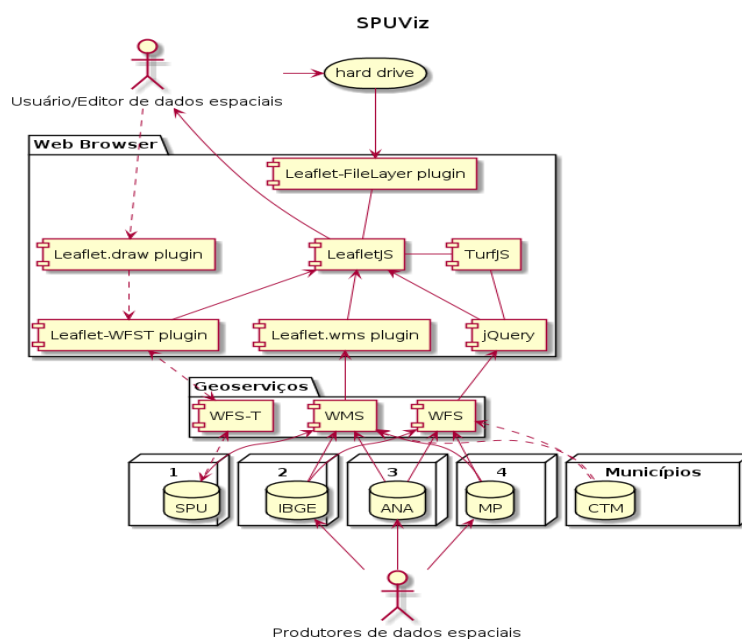 SPUViz
hard drive
Usuário/Editor de dados espaciais
Web Browser
Leaflet-FileLayer plugin
Leaflet.draw plugin
LeafletJS
TurfJS
Leaflet-WFST plugin
Leaflet.wms plugin
jQuery
Geoserviços
WFS-T
WMS
WFS
1
2
3
4
Municípios
SPU
IBGE
ANA
MP
CTM
Produtores de dados espaciais